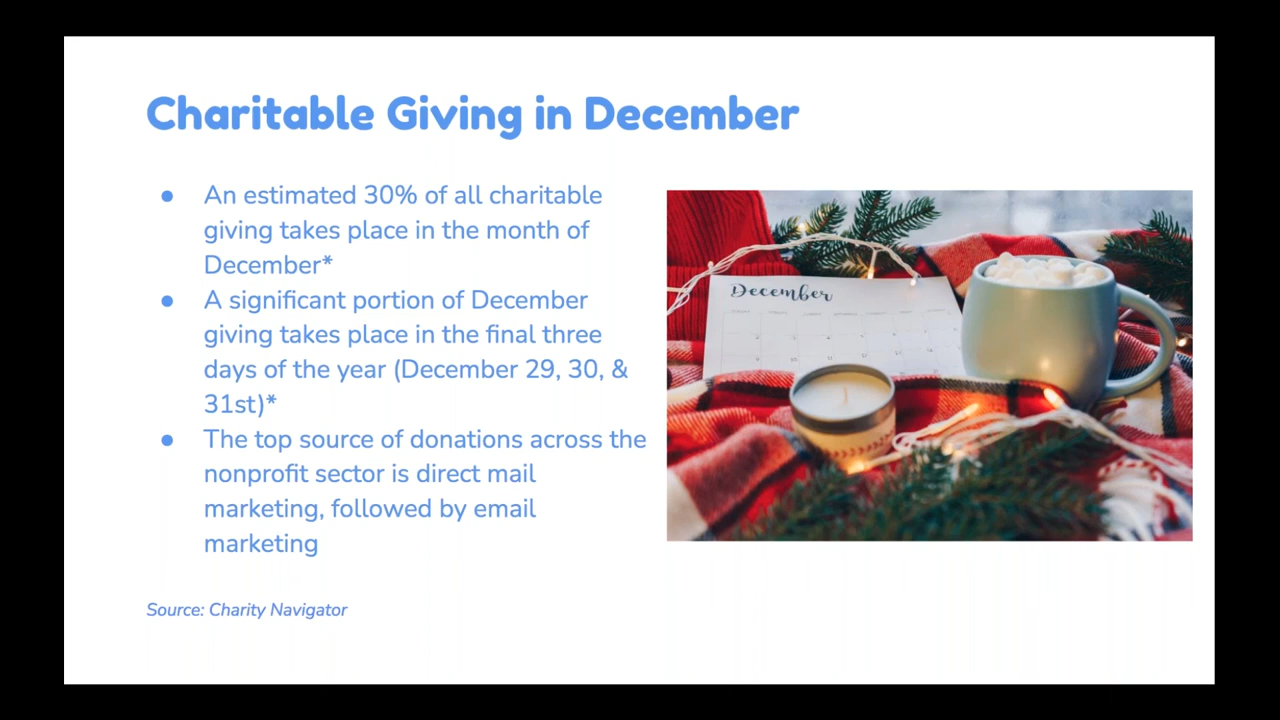 Charitable Giving in December
● An estimated 30% of all charitable
giving takes place in the month of
December*
● A significant portion of December
giving takes place in the final three
days of the year (December 29, 30, &
31st)*
● The top source of donations across the
nonprofit sector is direct mail
marketing, followed by email
marketing
December
Source: Charity Navigator